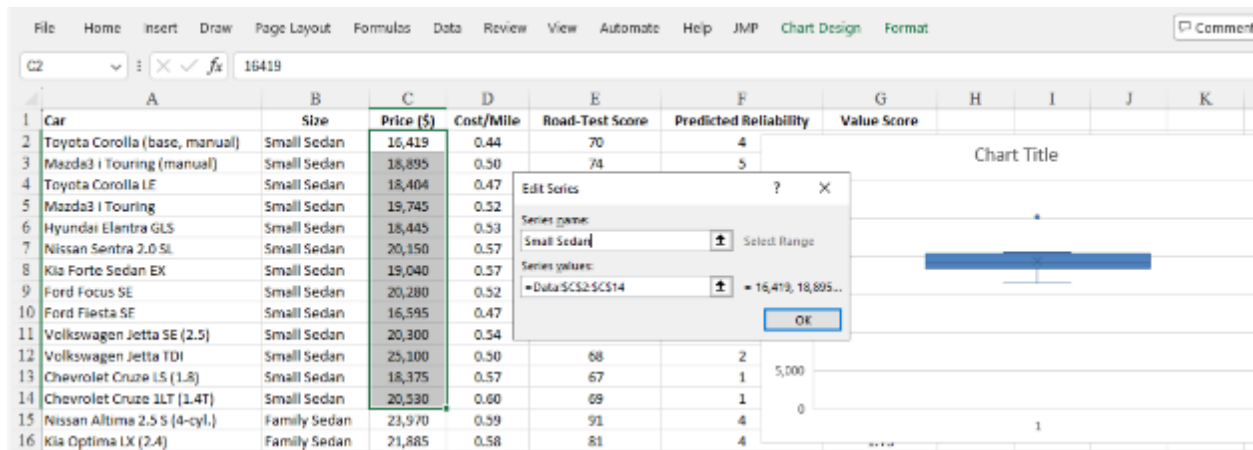 File Home Insert Draw Page Layout Formulas Data Review View Automate Help JMP Chart Design Format Comment
C2 fx 16419
A B C D E F G H I J K
1 Car Size Price ($) Cost/Mile Road-Test Score Predicted Reliability Value Score
2 Toyota Corolla (base, manual) Small Sedan 16,419 0.44 70 4
Chart Title
3 Mazda3 i Touring (manual) Small Sedan 18,895 0.50 74 5
4 Toyota Corolla LE Small Sedan 18,404 0.47
Edit Series ? ×
5 Mazda3 i Touring Small Sedan 19,745 0.52
Series name:
6 Hyundai Elantra GLS Small Sedan 18,445 0.53
Small Sedan Select Range
7 Nissan Sentra 2.0 SL Small Sedan 20,150 0.57
Series values:
8 Kia Forte Sedan EX Small Sedan 19,040 0.57
=Data!$C$2:$C$14 = 16,419, 18,895...
9 Ford Focus SE Small Sedan 20,280 0.52
OK
10 Ford Fiesta SE Small Sedan 16,595 0.47
11 Volkswagen Jetta SE (2.5) Small Sedan 20,300 0.54
12 Volkswagen Jetta TDI Small Sedan 25,100 0.50 68 2
5,000
13 Chevrolet Cruze LS (1.8) Small Sedan 18,375 0.57 67 1
14 Chevrolet Cruze 1LT (1.4T) Small Sedan 20,530 0.60 69 1
0
15 Nissan Altima 2.5 S (4-cyl.) Family Sedan 23,970 0.59 91 4
1
16 Kia Optima LX (2.4) Family Sedan 21,885 0.58 81 4